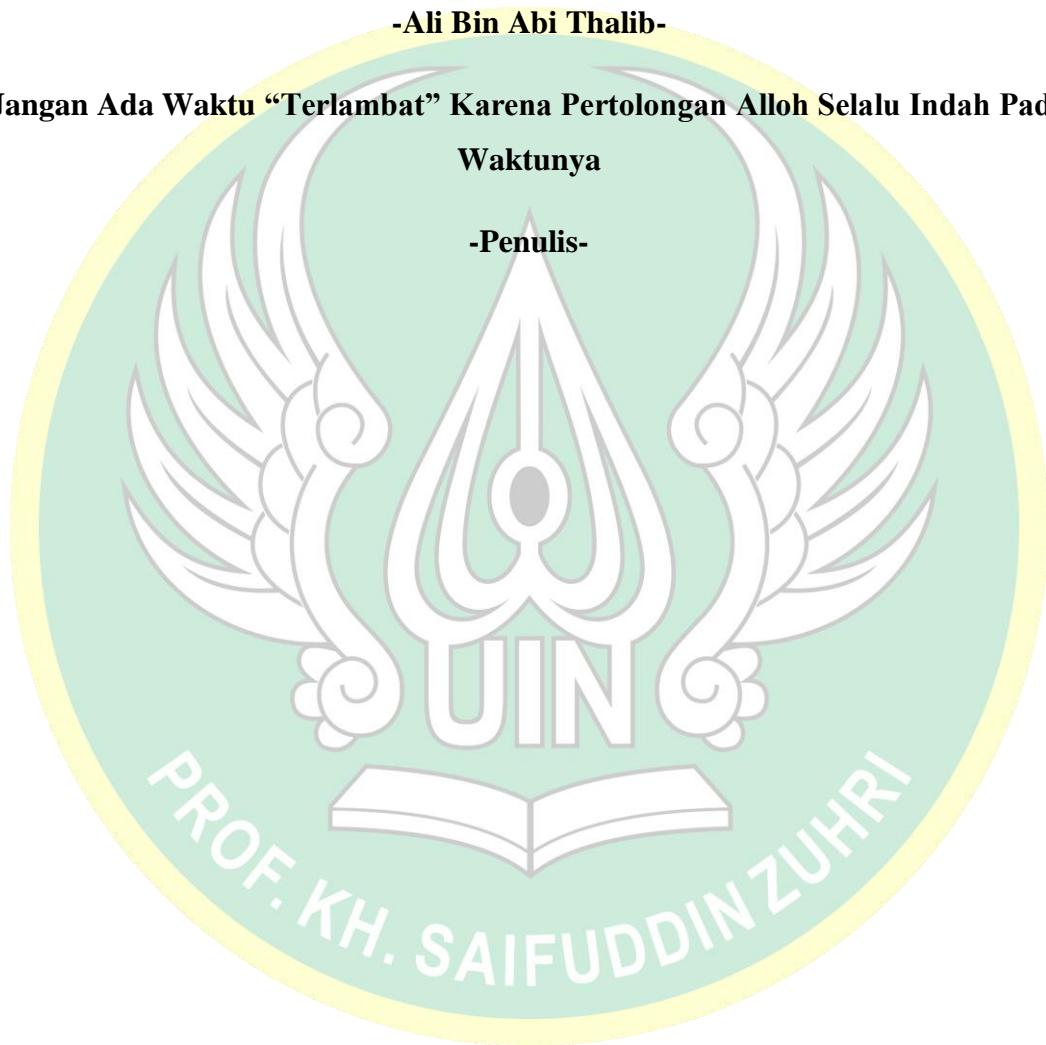 -Ali Bin Abi Thalib-
Jangan Ada Waktu “Terlambat” Karena Pertolongan Alloh Selalu Indah Pad
Waktunya
-Penulis-
UIN
PROF. KH. SAIFUDDIN ZUHRI